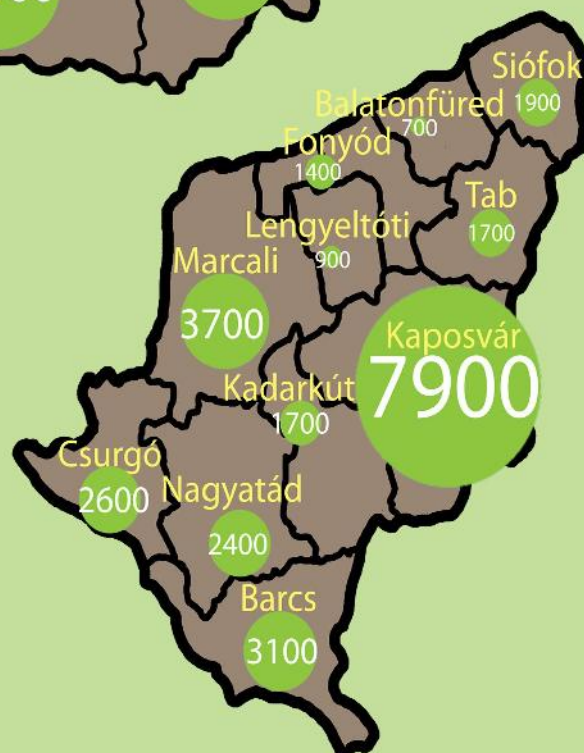 Siófok
1900
Balatonfüred
700
Fonyód
1400
Tab
1700
Lengyeltóti
900
Marcali
3700
Kaposvár
7900
Kadarkút
1700
Csurgó
2600
Nagyatád
2400
Barcs
3100